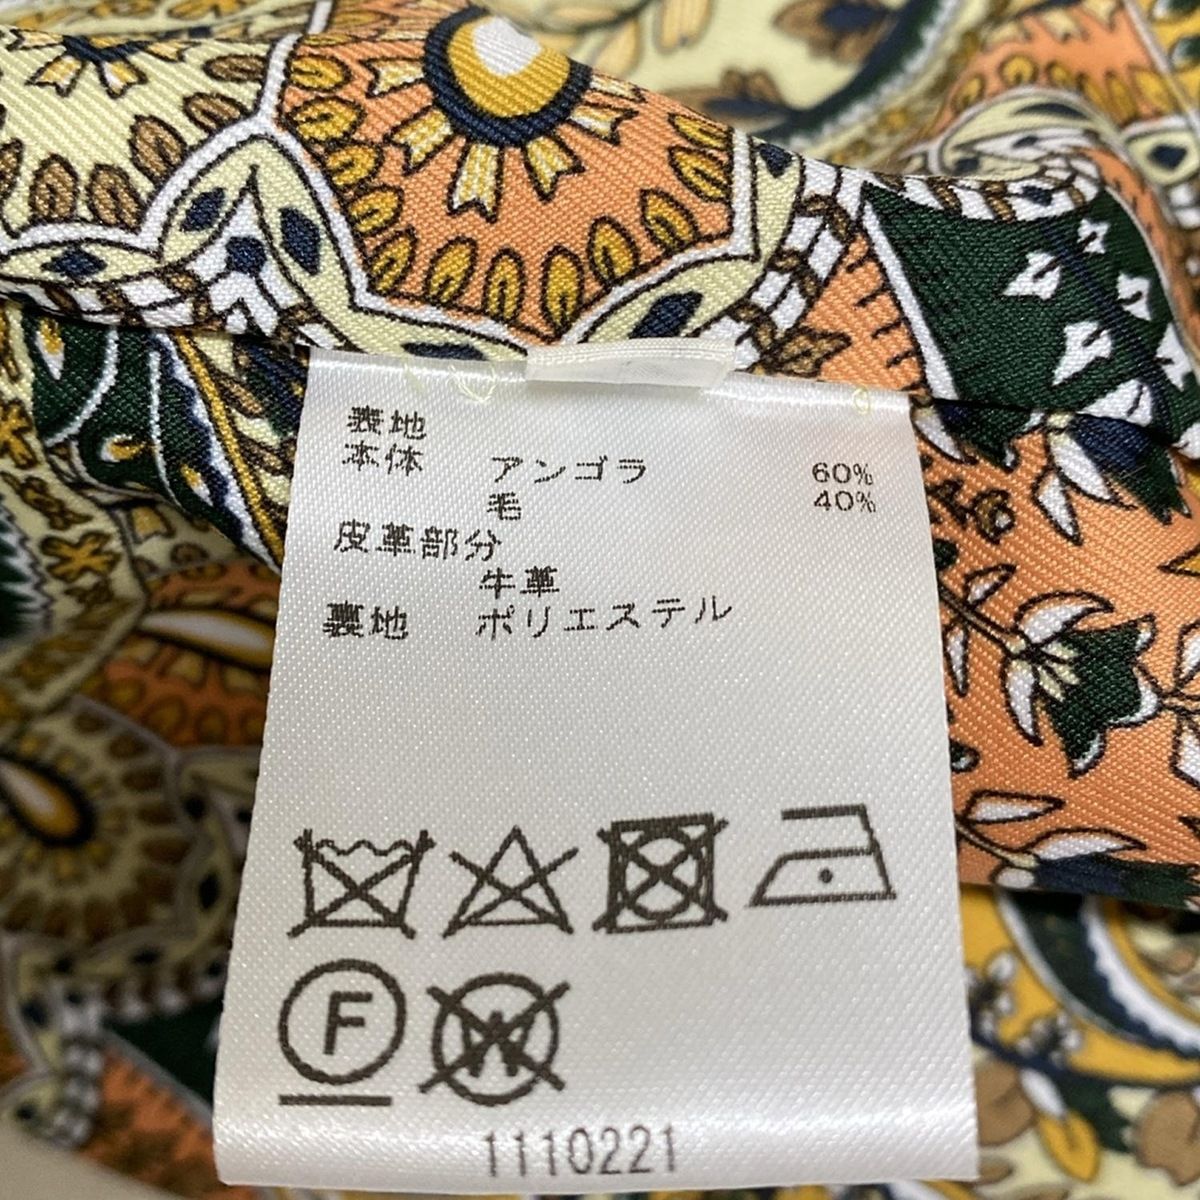 表地
本体 アンゴラ 60%
毛 40%
皮革部分
牛革
裏地 ポリエステル
F
W
1110221